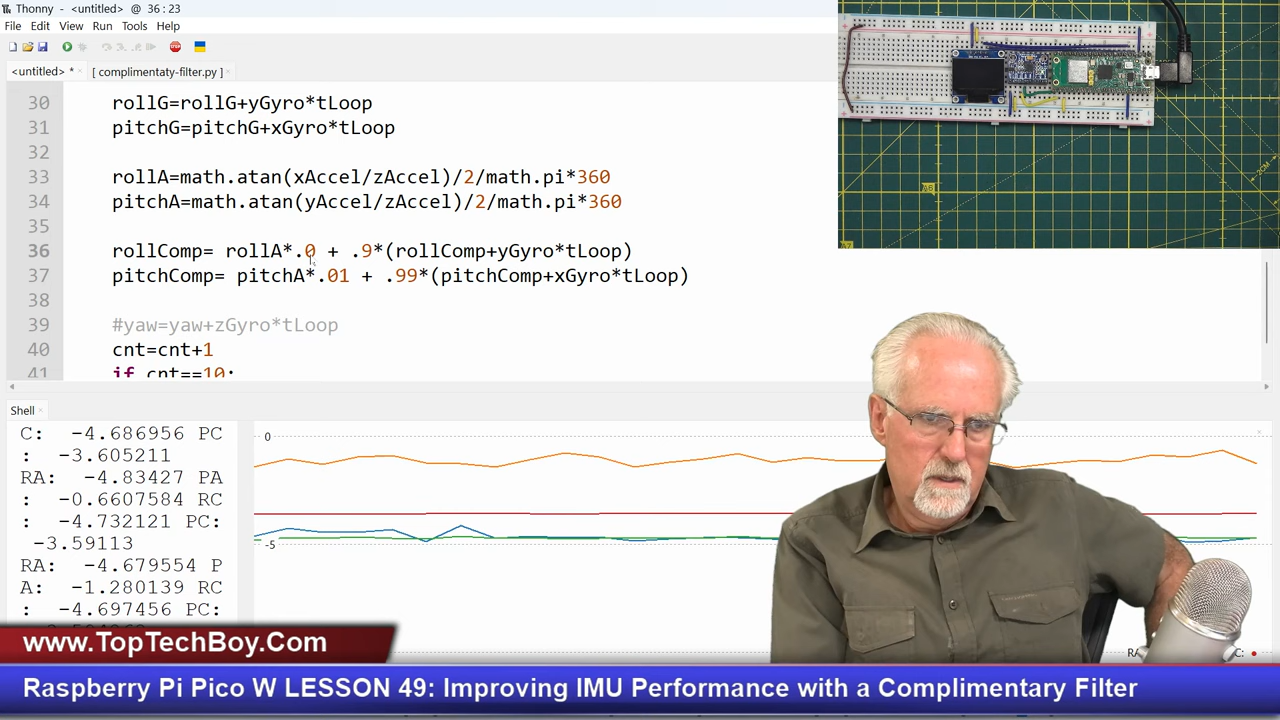 Thonny - <untitled> @ 36:23
File Edit View Run Tools Help
<untitled> * [ complimentaty-filter.py ]
30 rollG=rollG+yGyro*tLoop
31 pitchG=pitchG+xGyro*tLoop
32
33 rollA=math.atan(xAccel/zAccel)/2/math.pi*360
34 pitchA=math.atan(yAccel/zAccel)/2/math.pi*360
35
36 rollComp= rollA*.0 + .9*(rollComp+yGyro*tLoop)
37 pitchComp= pitchA*.01 + .99*(pitchComp+xGyro*tLoop)
38
39 #yaw=yaw+zGyro*tLoop
40 cnt=cnt+1
41 if cnt==10:
Shell
C: -4.686956 PC
: -3.605211
RA: -4.83427 PA
: -0.6607584 RC
: -4.732121 PC:
-3.59113
RA: -4.679554 P
A: -1.280139 RC
: -4.697456 PC:
0
-5
C:
www.TopTechBoy.Com
Raspberry Pi Pico W LESSON 49: Improving IMU Performance with a Complimentary Filter